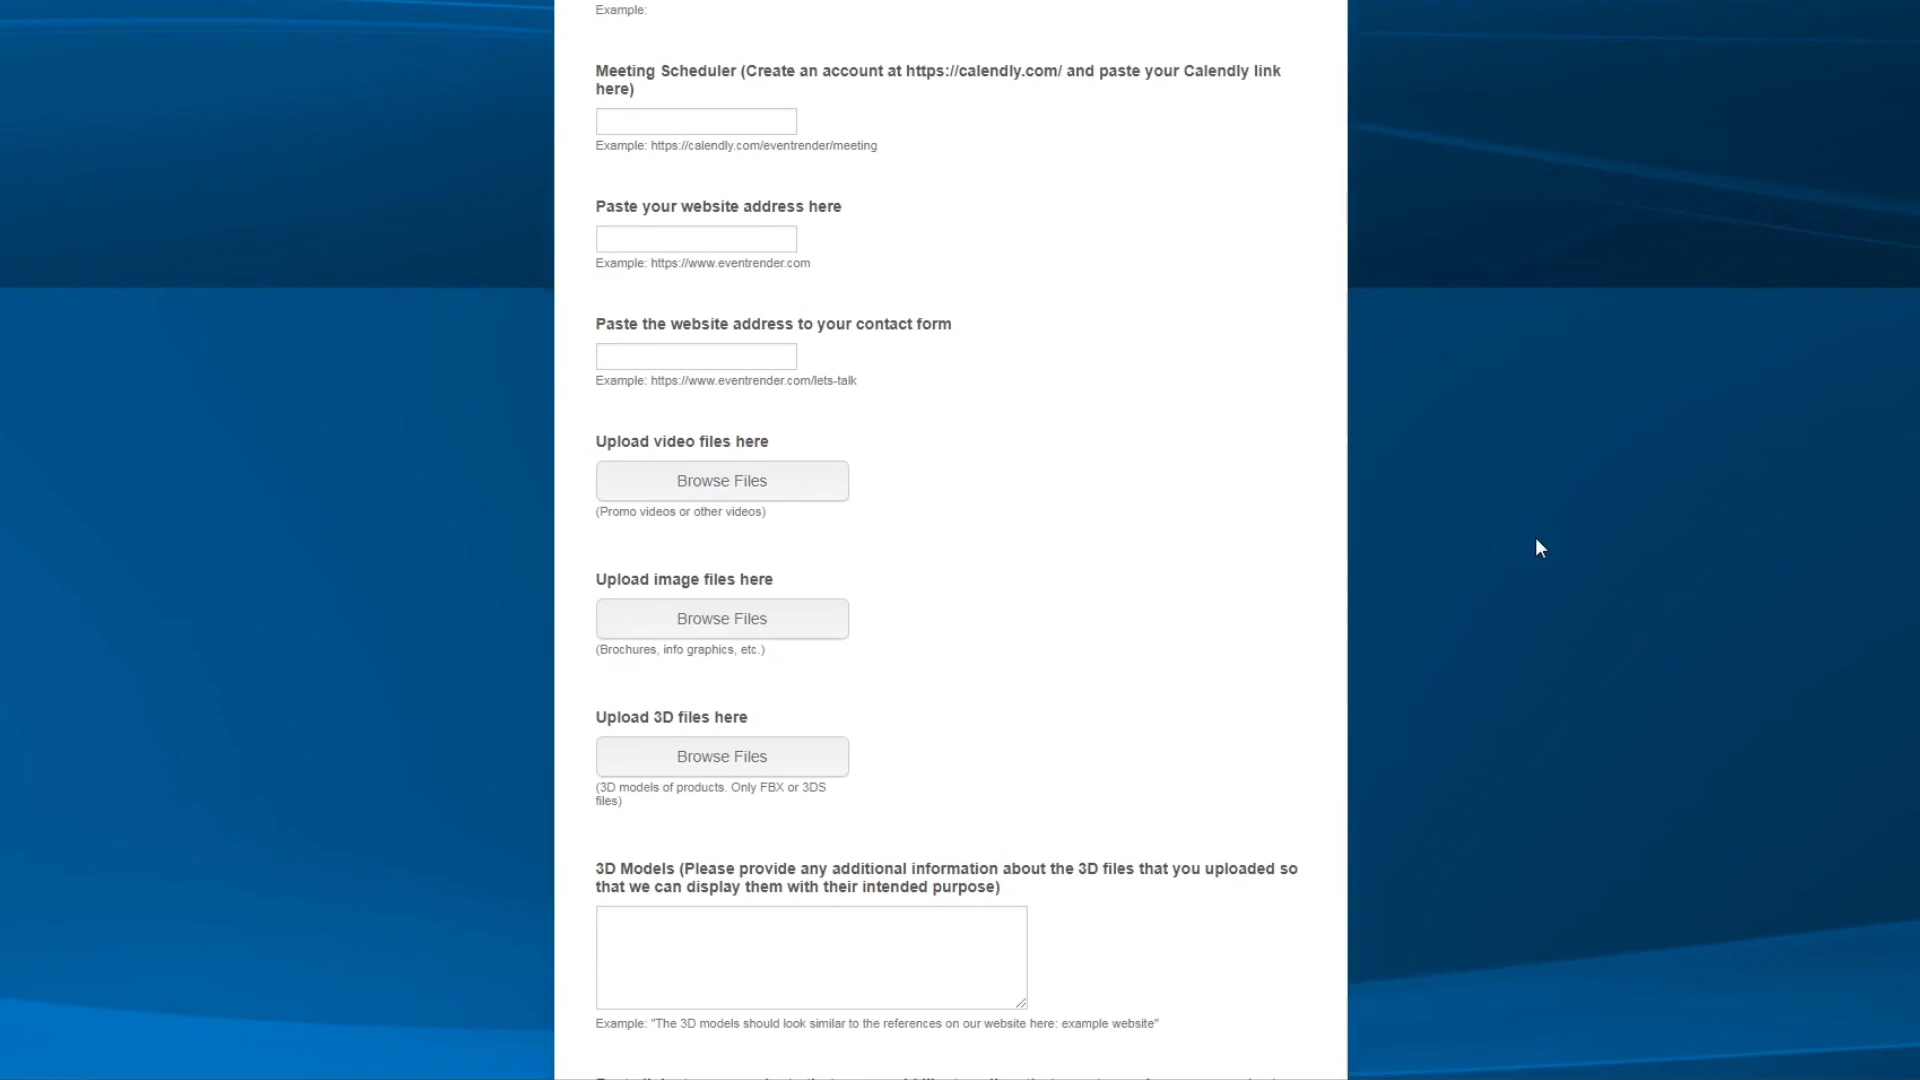 Example:
Meeting Scheduler (Create an account at https://calendly.com/ and paste your Calendly link
here)
Example: https://calendly.com/eventrender/meeting
Paste your website address here
Example: https://www.eventrender.com
Paste the website address to your contact form
Example: https://www.eventrender.com/lets-talk
Upload video files here
Browse Files
(Promo videos or other videos)
Upload image files here
Browse Files
(Brochures, info graphics, etc.)
Upload 3D files here
Browse Files
(3D models of products. Only FBX or 3DS
files)
3D Models (Please provide any additional information about the 3D files that you uploaded so
that we can display them with their intended purpose)
Example: "The 3D models should look similar to the references on our website here: example website"